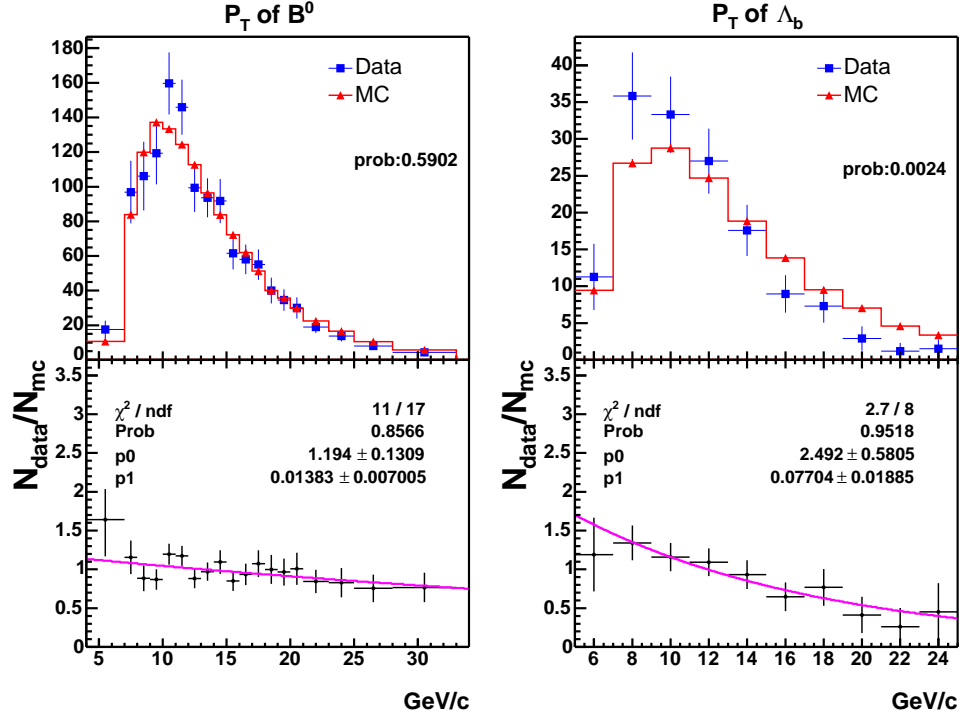 P_T of B^0
180
160
140
120
100
80
60
40
20
0
Data
MC
prob:0.5902
P_T of Λ_b
40
35
30
25
20
15
10
5
0
Data
MC
prob:0.0024
N_data/N_mc
3.5
3
2.5
2
1.5
1
0.5
0
χ² / ndf 11 / 17
Prob 0.8566
p0 1.194 ± 0.1309
p1 0.01383 ± 0.007005
5 10 15 20 25 30
GeV/c
N_data/N_mc
3.5
3
2.5
2
1.5
1
0.5
0
χ² / ndf 2.7 / 8
Prob 0.9518
p0 2.492 ± 0.5805
p1 0.07704 ± 0.01885
6 8 10 12 14 16 18 20 22 24
GeV/c